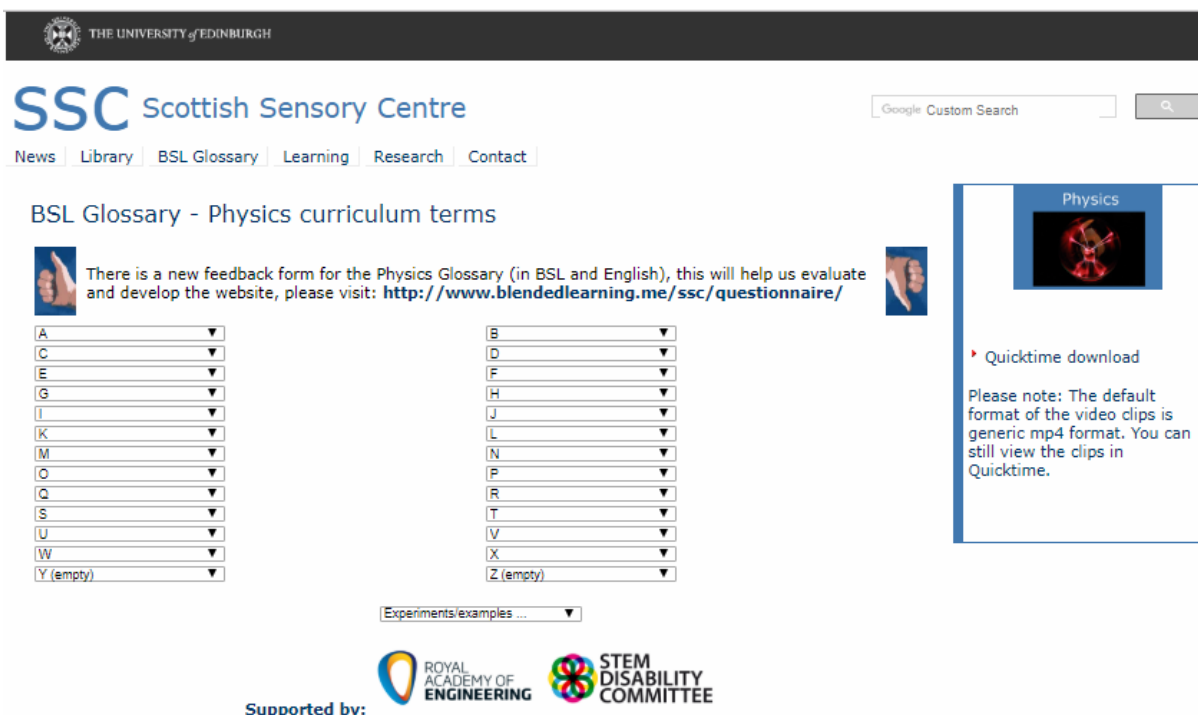 THE UNIVERSITY of EDINBURGH
SSC Scottish Sensory Centre
Google Custom Search
News Library BSL Glossary Learning Research Contact
BSL Glossary - Physics curriculum terms
There is a new feedback form for the Physics Glossary (in BSL and English), this will help us evaluate
and develop the website, please visit: http://www.blendedlearning.me/ssc/questionnaire/
A B
C D
E F
G H
I J
K L
M N
O P
Q R
S T
U V
W X
Y (empty) Z (empty)
Experiments/examples ...
Supported by:
ROYAL
ACADEMY OF
ENGINEERING
STEM
DISABILITY
COMMITTEE
Physics
Quicktime download
Please note: The default
format of the video clips is
generic mp4 format. You can
still view the clips in
Quicktime.